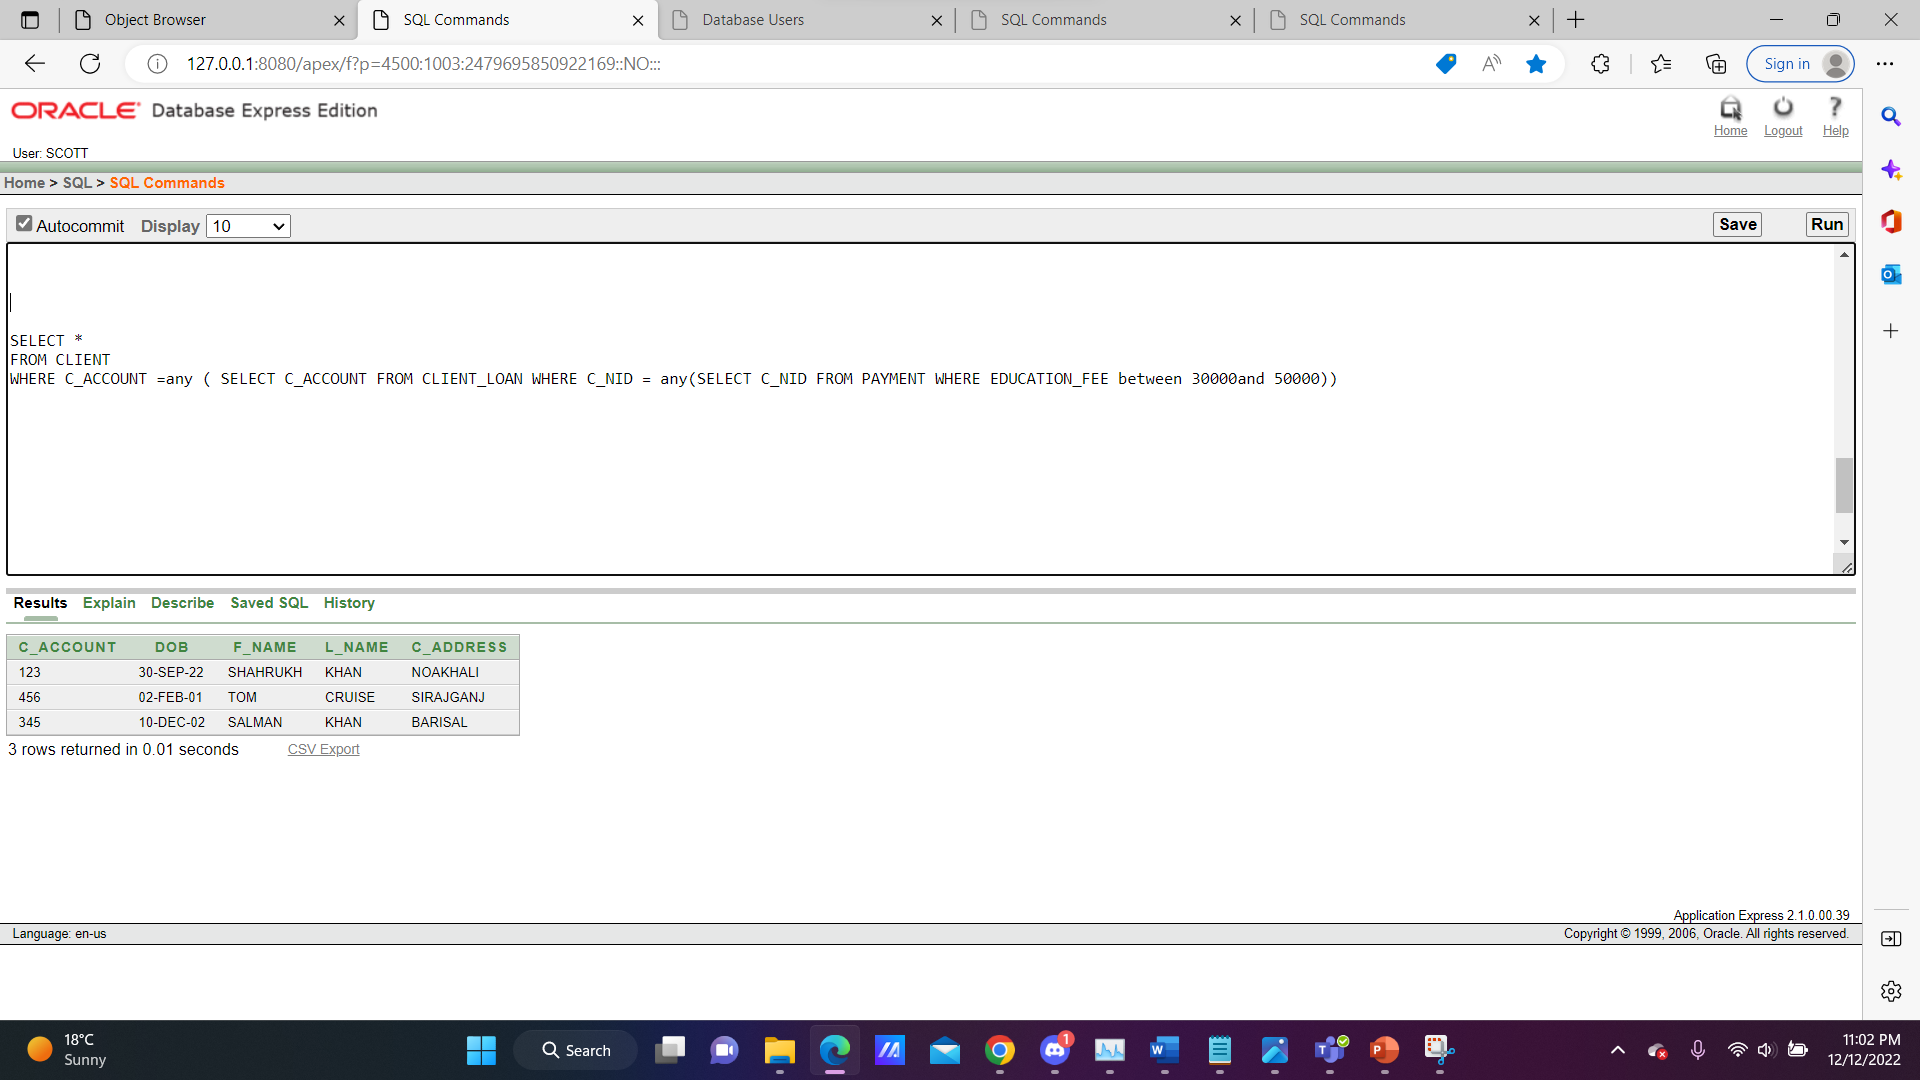 Object Browser
SQL Commands
Database Users
SQL Commands
SQL Commands
127.0.0.1:8080/apex/f?p=4500:1003:2479695850922169::NO:::
Sign in
ORACLE Database Express Edition
Home
Logout
Help
User: SCOTT
Home > SQL > SQL Commands
Autocommit Display 10
Save
Run
SELECT *
FROM CLIENT
WHERE C_ACCOUNT =any ( SELECT C_ACCOUNT FROM CLIENT_LOAN WHERE C_NID = any(SELECT C_NID FROM PAYMENT WHERE EDUCATION_FEE between 30000and 50000))
Results Explain Describe Saved SQL History
C_ACCOUNT DOB F_NAME L_NAME C_ADDRESS
123 30-SEP-22 SHAHRUKH KHAN NOAKHALI
456 02-FEB-01 TOM CRUISE SIRAJGANJ
345 10-DEC-02 SALMAN KHAN BARISAL
3 rows returned in 0.01 seconds CSV Export
Application Express 2.1.0.00.39
Language: en-us
Copyright © 1999, 2006, Oracle. All rights reserved.
18°C
Sunny
Search
1
11:02 PM
12/12/2022